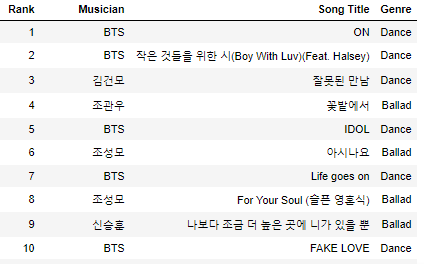 Rank Musician Song Title Genre
1 BTS ON Dance
2 BTS 작은 것들을 위한 시(Boy With Luv)(Feat. Halsey) Dance
3 김건모 잘못된 만남 Dance
4 조관우 꽃밭에서 Ballad
5 BTS IDOL Dance
6 조성모 아시나요 Ballad
7 BTS Life goes on Dance
8 조성모 For Your Soul (슬픈 영혼식) Ballad
9 신승훈 나보다 조금 더 높은 곳에 니가 있을 뿐 Ballad
10 BTS FAKE LOVE Dance